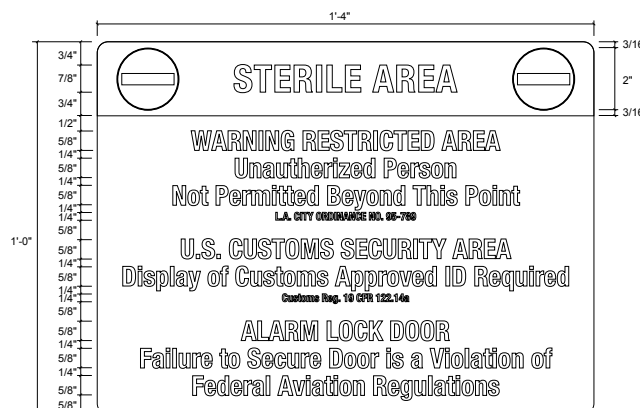 1'-4"
3/4"
7/8"
3/4"
1/2"
5/8"
1/4"
5/8"
1/4"
5/8"
1/4"
1/4"
5/8"
5/8"
1/4"
5/8"
1/4"
1/4"
5/8"
5/8"
1/4"
5/8"
1/4"
5/8"
5/8"
1'-0"
3/16
2"
3/16
STERILE AREA
WARNING RESTRICTED AREA
Unautherized Person
Not Permitted Beyond This Point
L.A. CITY ORDINANCE NO. 95-769
U.S. CUSTOMS SECURITY AREA
Display of Customs Approved ID Required
Customs Reg. 19 CFR 122.14a
ALARM LOCK DOOR
Failure to Secure Door is a Violation of
Federal Aviation Regulations